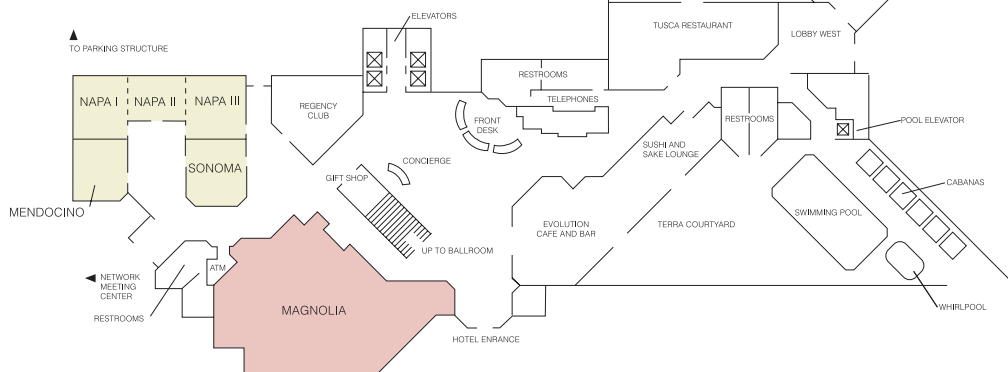 ELEVATORS
TUSCA RESTAURANT
LOBBY WEST
TO PARKING STRUCTURE
RESTROOMS
NAPA I
NAPA II
NAPA III
REGENCY
CLUB
TELEPHONES
FRONT
DESK
RESTROOMS
POOL ELEVATOR
SUSHI AND
SAKE LOUNGE
CONCIERGE
SONOMA
GIFT SHOP
CABANAS
MENDOCINO
SWIMMING POOL
EVOLUTION
CAFE AND BAR
TERRA COURTYARD
UP TO BALLROOM
ATM
NETWORK
MEETING
CENTER
RESTROOMS
MAGNOLIA
WHIRLPOOL
HOTEL ENTRANCE